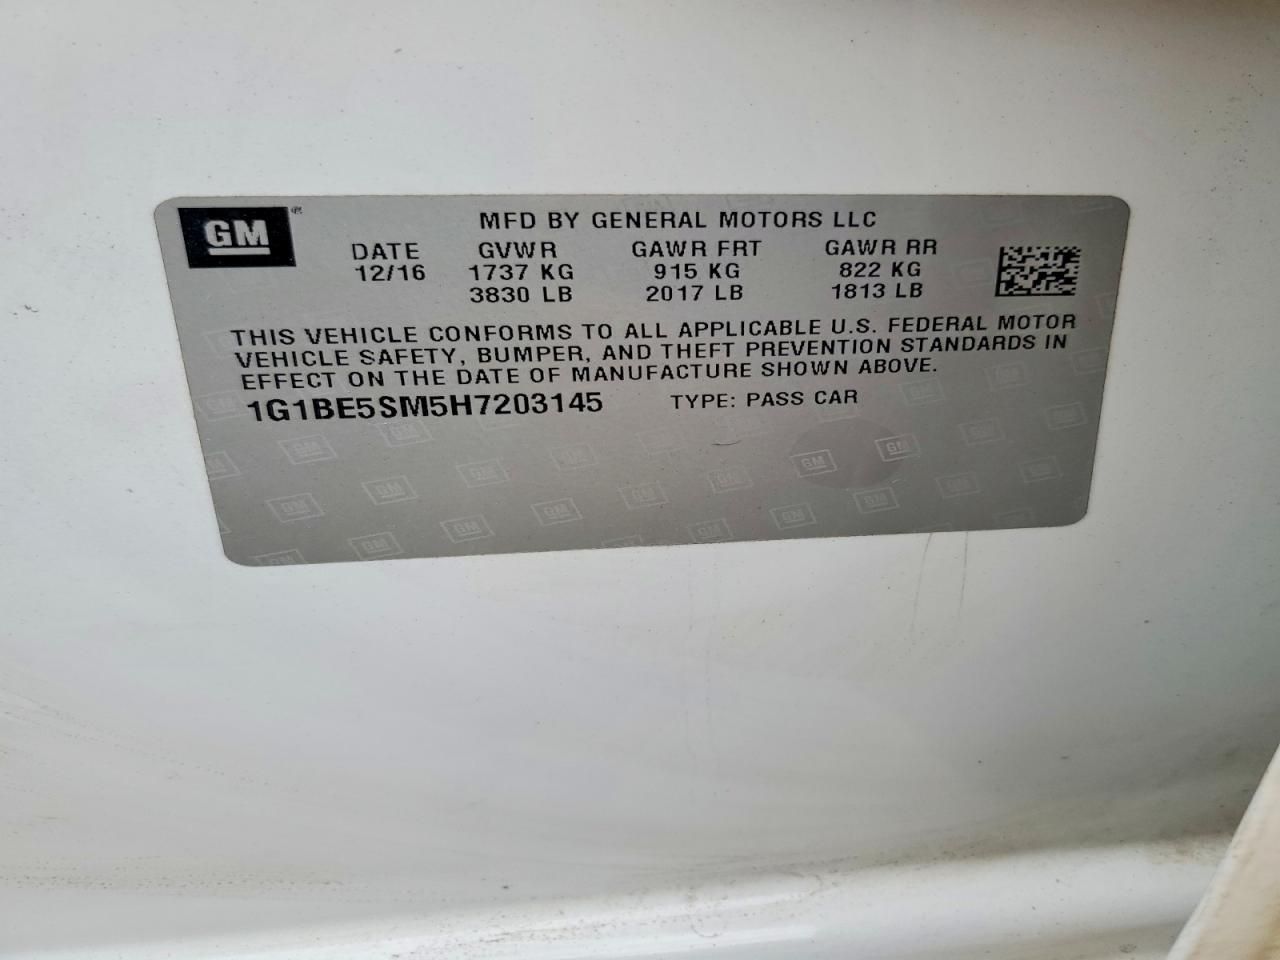 GM®
MFD BY GENERAL MOTORS LLC
DATE GVWR GAWR FRT GAWR RR
12/16 1737 KG 915 KG 822 KG
3830 LB 2017 LB 1813 LB
THIS VEHICLE CONFORMS TO ALL APPLICABLE U.S. FEDERAL MOTOR
VEHICLE SAFETY, BUMPER, AND THEFT PREVENTION STANDARDS IN
EFFECT ON THE DATE OF MANUFACTURE SHOWN ABOVE.
1G1BE5SM5H7203145 TYPE: PASS CAR